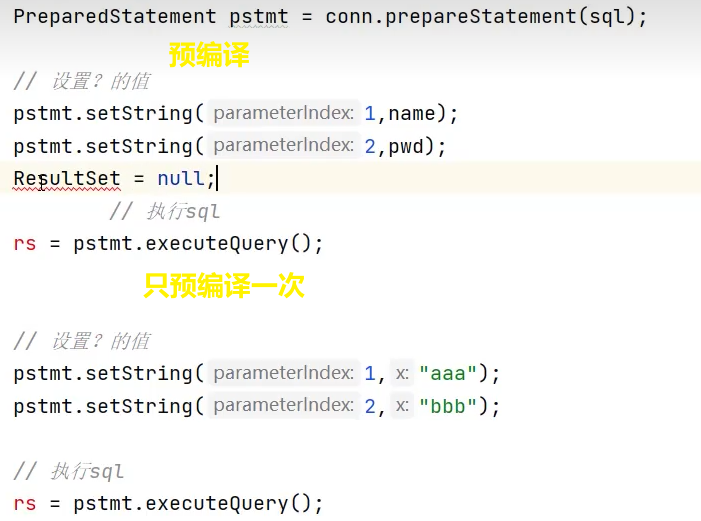 PreparedStatement pstmt = conn.prepareStatement(sql);
预编译
// 设置？的值
pstmt.setString( parameterIndex: 1,name);
pstmt.setString( parameterIndex: 2,pwd);
ResultSet = null;
// 执行sql
rs = pstmt.executeQuery();
只预编译一次
// 设置？的值
pstmt.setString( parameterIndex: 1, x: "aaa");
pstmt.setString( parameterIndex: 2, x: "bbb");
// 执行sql
rs = pstmt.executeQuery();